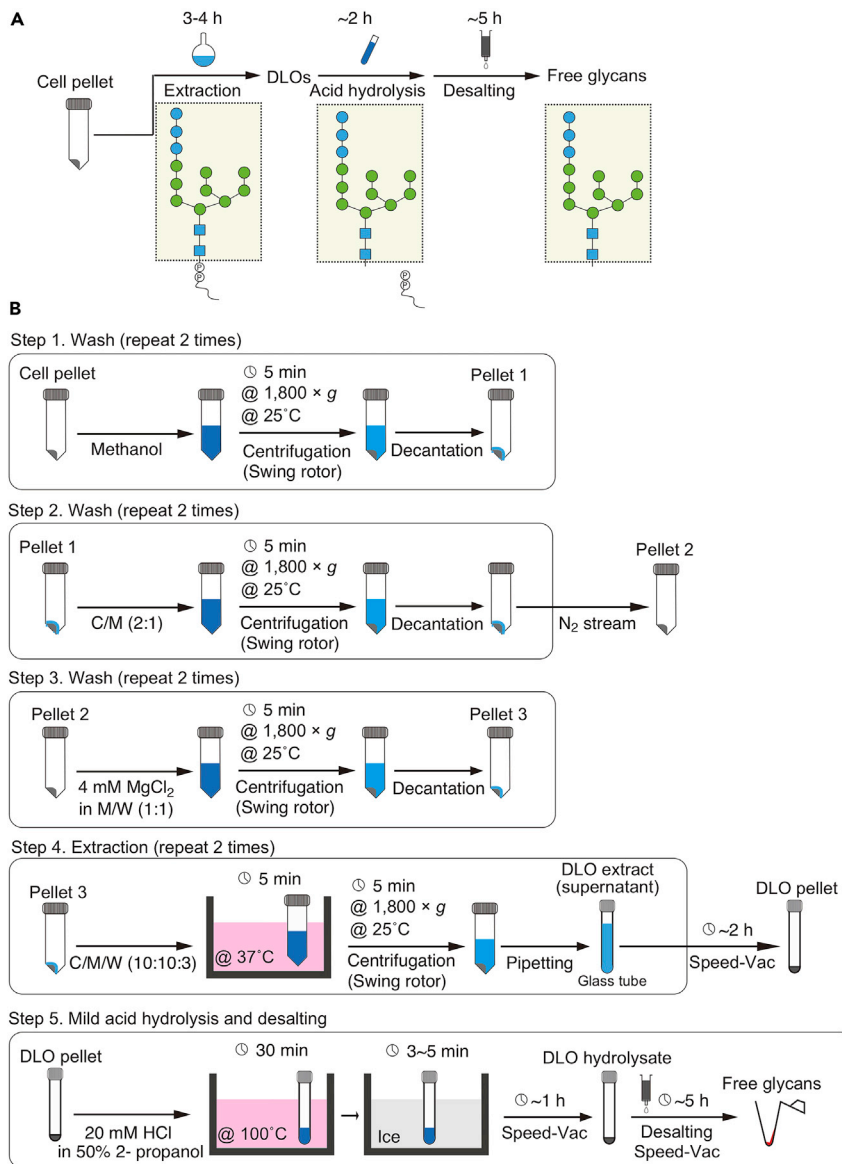 A
3-4 h
~2 h
~5 h
Cell pellet
Extraction
DLOs
Acid hydrolysis
Desalting
Free glycans
P
P
P
P
B
Step 1. Wash (repeat 2 times)
Cell pellet
5 min
@ 1,800 × g
@ 25˚C
Pellet 1
Methanol
Centrifugation
(Swing rotor)
Decantation
Step 2. Wash (repeat 2 times)
Pellet 1
5 min
@ 1,800 × g
@ 25˚C
Pellet 2
C/M (2:1)
Centrifugation
(Swing rotor)
Decantation
N₂ stream
Step 3. Wash (repeat 2 times)
Pellet 2
5 min
@ 1,800 × g
@ 25˚C
Pellet 3
4 mM MgCl₂
in M/W (1:1)
Centrifugation
(Swing rotor)
Decantation
Step 4. Extraction (repeat 2 times)
Pellet 3
5 min
5 min
@ 1,800 × g
@ 25˚C
DLO extract
(supernatant)
DLO pellet
C/M/W (10:10:3)
@ 37˚C
Centrifugation
(Swing rotor)
Pipetting
Glass tube
~2 h
Speed-Vac
Step 5. Mild acid hydrolysis and desalting
DLO pellet
30 min
3~5 min
DLO hydrolysate
Free glycans
20 mM HCl
in 50% 2- propanol
@ 100˚C
Ice
~1 h
Speed-Vac
~5 h
Desalting
Speed-Vac